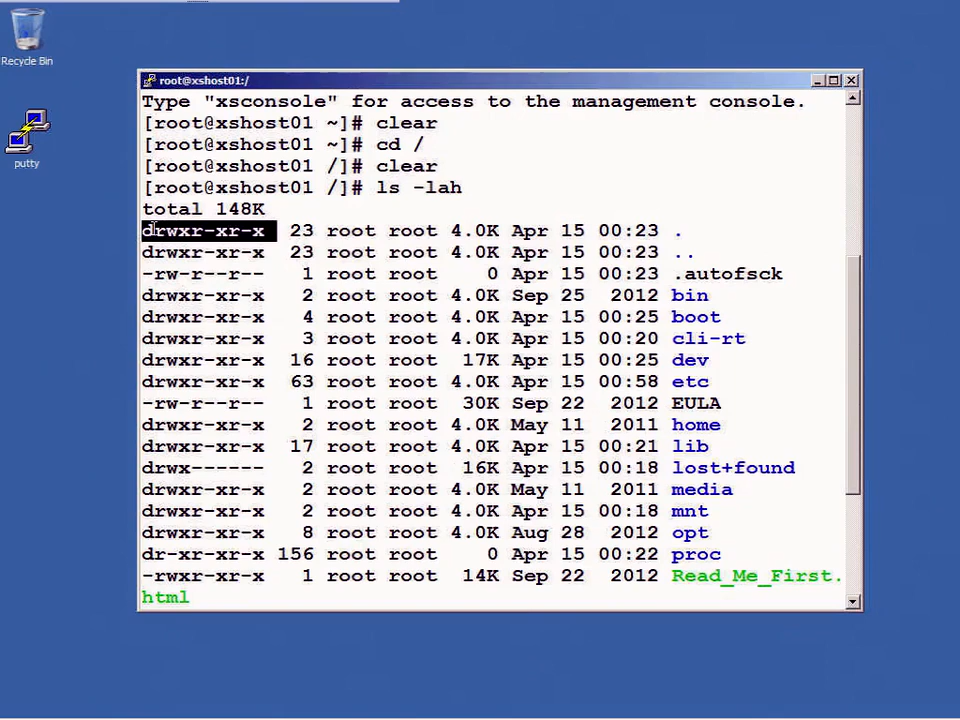 Recycle Bin
putty
root@xshost01:/
Type "xsconsole" for access to the management console.
[root@xshost01 ~]# clear
[root@xshost01 ~]# cd /
[root@xshost01 /]# clear
[root@xshost01 /]# ls -lah
total 148K
drwxr-xr-x  23 root root 4.0K Apr 15 00:23 .
drwxr-xr-x  23 root root 4.0K Apr 15 00:23 ..
-rw-r--r--   1 root root    0 Apr 15 00:23 .autofsck
drwxr-xr-x   2 root root 4.0K Sep 25  2012 bin
drwxr-xr-x   4 root root 4.0K Apr 15 00:25 boot
drwxr-xr-x   3 root root 4.0K Apr 15 00:20 cli-rt
drwxr-xr-x  16 root root  17K Apr 15 00:25 dev
drwxr-xr-x  63 root root 4.0K Apr 15 00:58 etc
-rw-r--r--   1 root root  30K Sep 22  2012 EULA
drwxr-xr-x   2 root root 4.0K May 11  2011 home
drwxr-xr-x  17 root root 4.0K Apr 15 00:21 lib
drwx------   2 root root  16K Apr 15 00:18 lost+found
drwxr-xr-x   2 root root 4.0K May 11  2011 media
drwxr-xr-x   2 root root 4.0K Apr 15 00:18 mnt
drwxr-xr-x   8 root root 4.0K Aug 28  2012 opt
dr-xr-xr-x 156 root root    0 Apr 15 00:22 proc
-rwxr-xr-x   1 root root  14K Sep 22  2012 Read_Me_First.
html